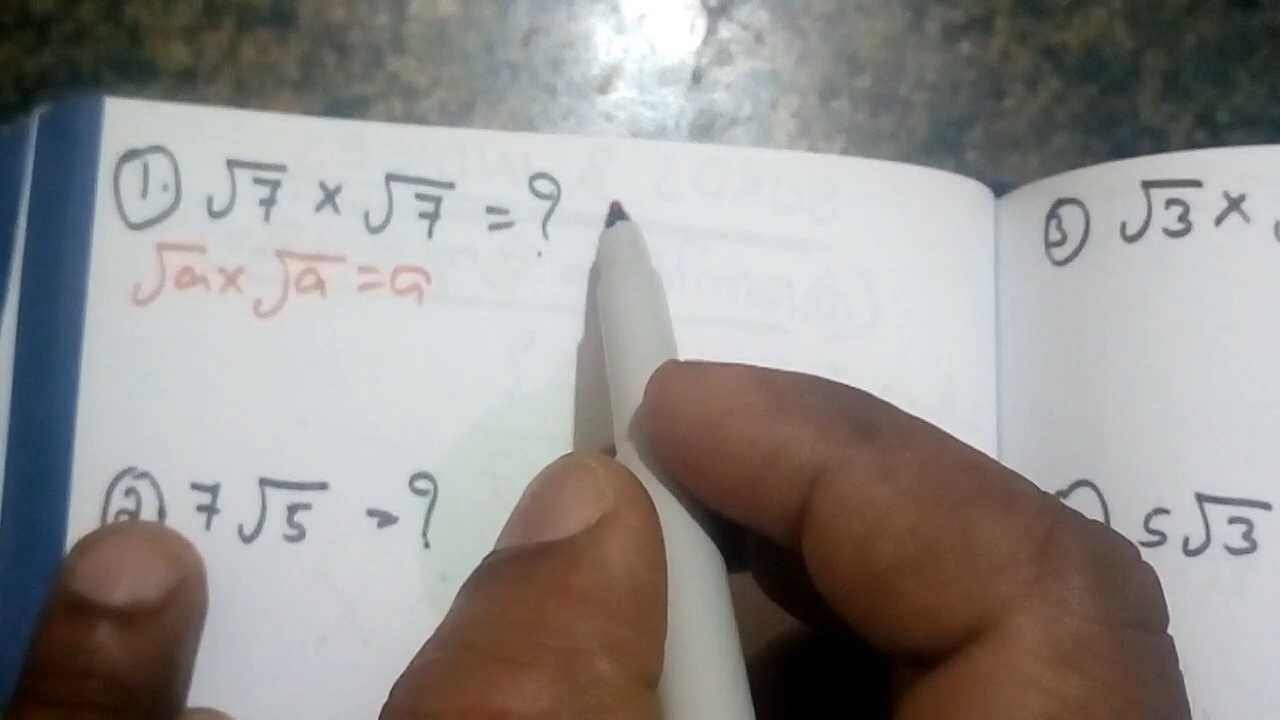 1. √7 × √7 = ?
√a × √a = a
2 7√5 = ?
3 √3 ×
5√3